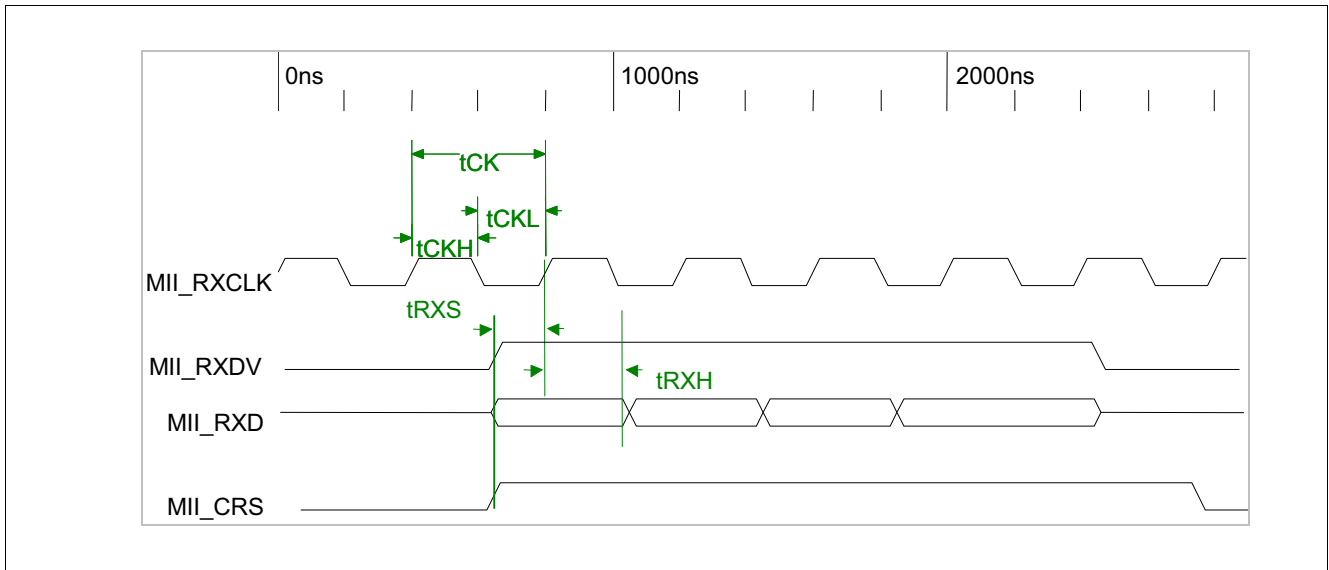 0ns 1000ns 2000ns
tCK
tCKL
tCKH
MII_RXCLK
tRXS
MII_RXDV
tRXH
MII_RXD
MII_CRS